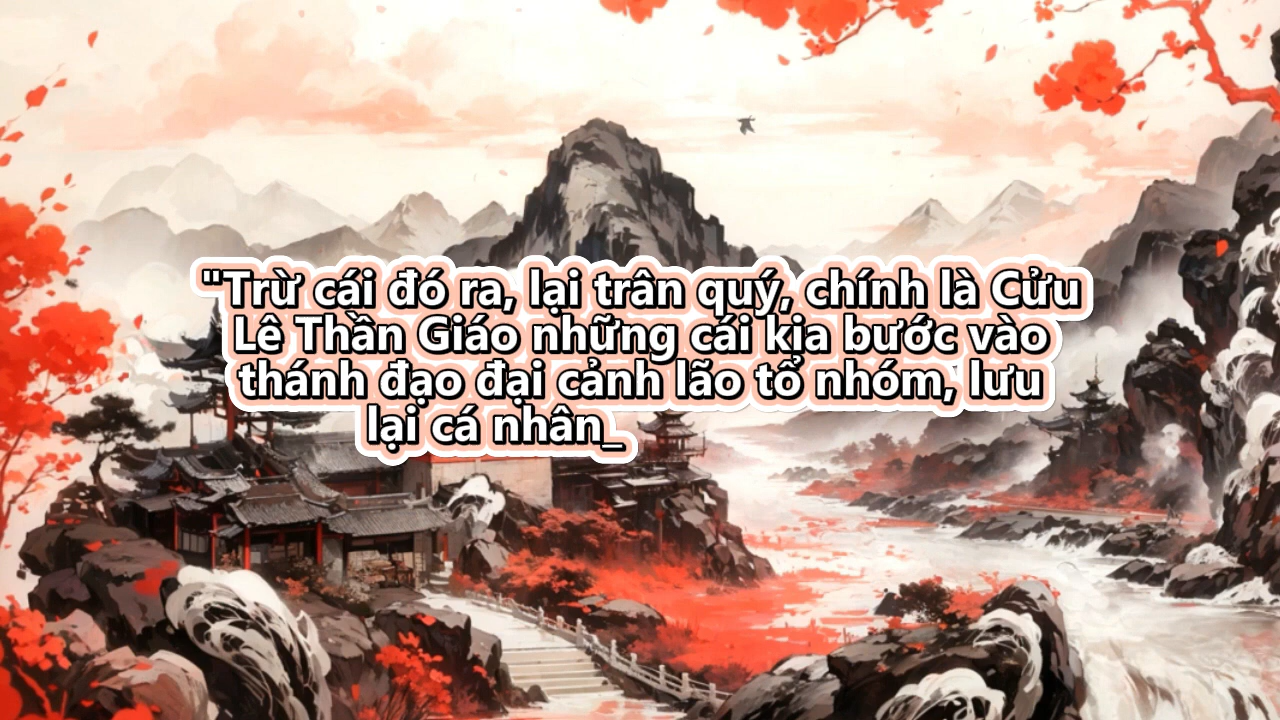 "Trừ cái đó ra, lại trân quý, chính là Cửu
Lê Thần Giáo những cái kia bước vào
thánh đạo đại cảnh lão tổ nhóm, lưu
lại cá nhân_